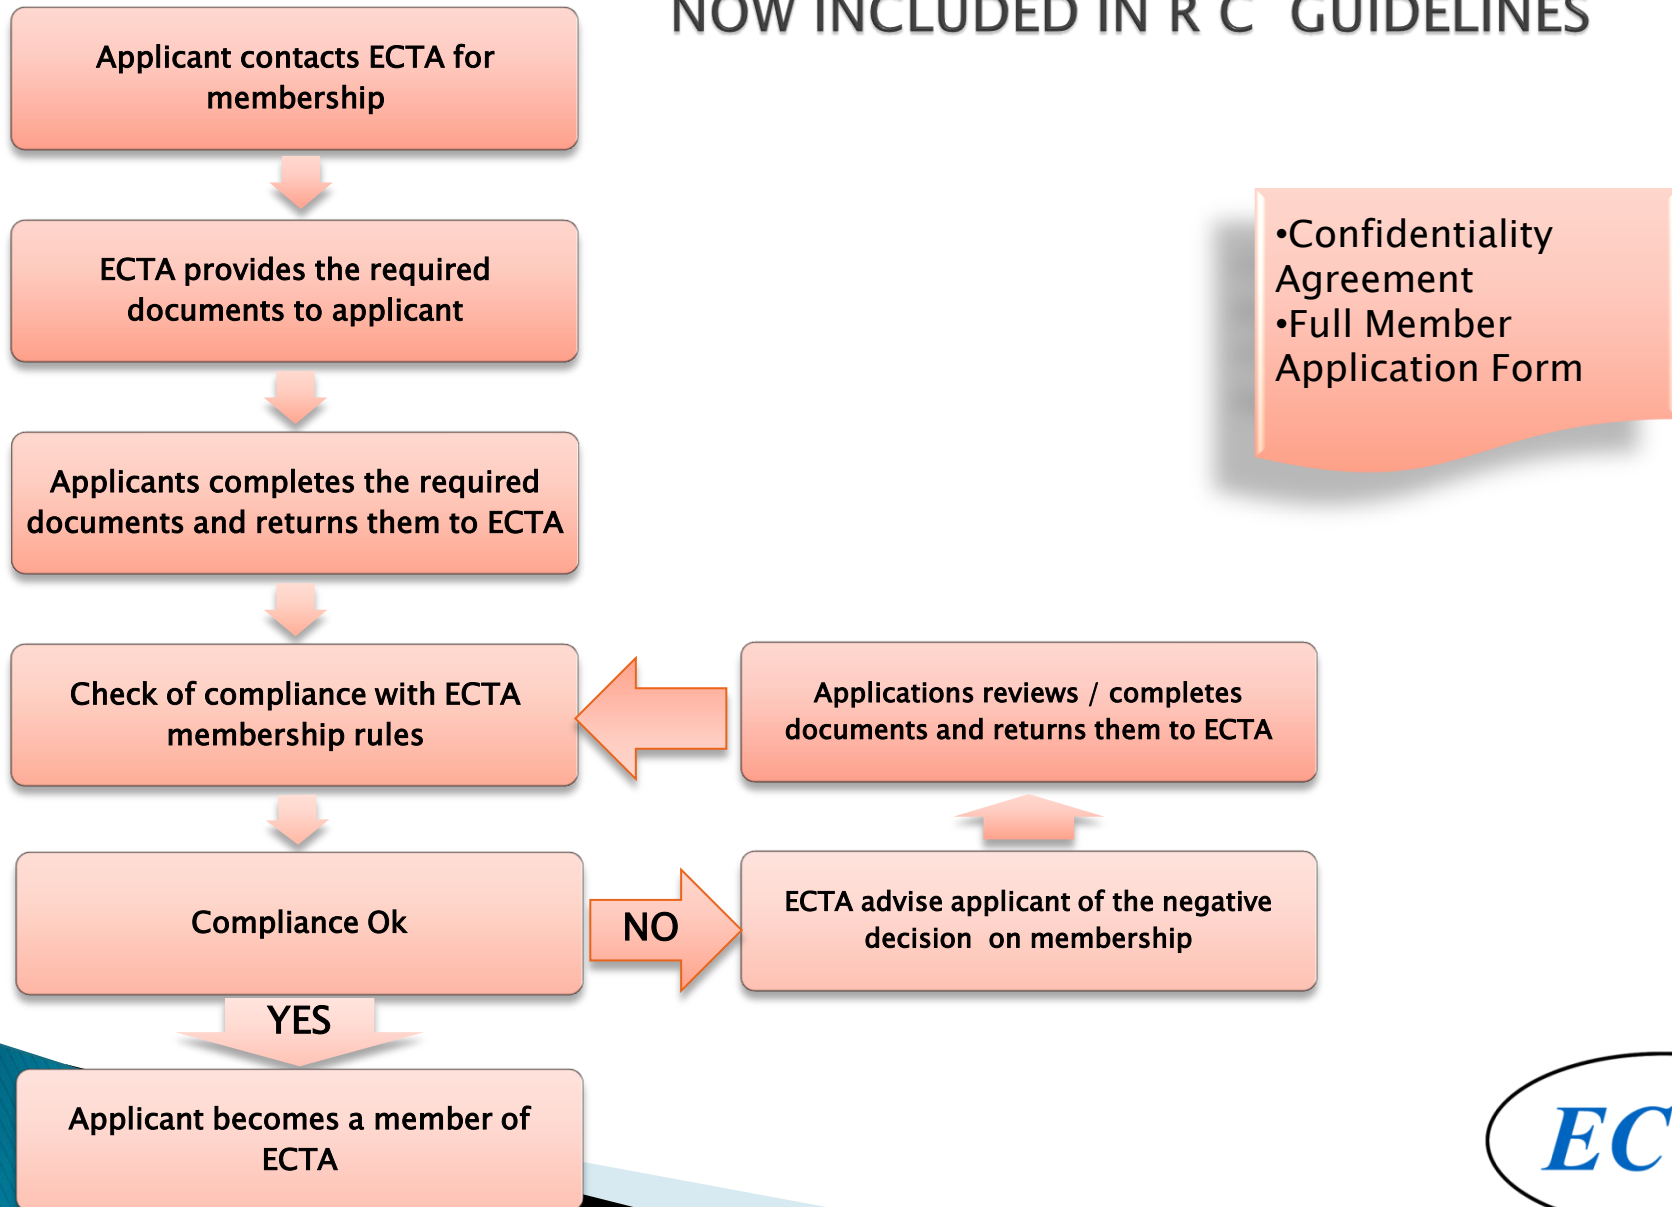 NOW INCLUDED IN R C GUIDELINES
Applicant contacts ECTA for
membership
ECTA provides the required
documents to applicant
•Confidentiality
Agreement
•Full Member
Application Form
Applicants completes the required
documents and returns them to ECTA
Check of compliance with ECTA
membership rules
Applications reviews / completes
documents and returns them to ECTA
Compliance Ok
NO
ECTA advise applicant of the negative
decision on membership
YES
Applicant becomes a member of
ECTA
EC